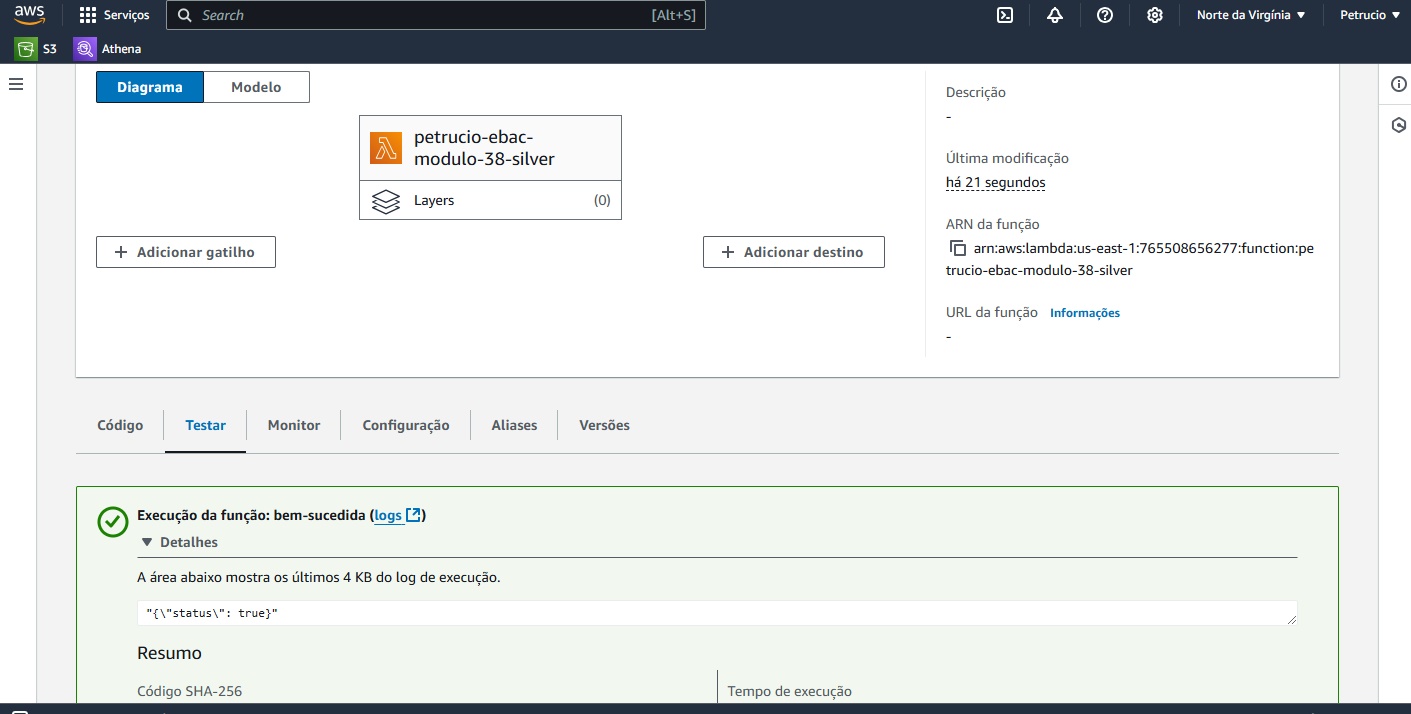 aws
Serviços
Search
[Alt+S]
Norte da Virgínia
Petrucio
S3
Athena
Diagrama
Modelo
petrucio-ebac-
modulo-38-silver
Layers
(0)
+ Adicionar gatilho
+ Adicionar destino
Descrição
-
Última modificação
há 21 segundos
ARN da função
arn:aws:lambda:us-east-1:765508656277:function:pe
trucio-ebac-modulo-38-silver
URL da função Informações
-
Código
Testar
Monitor
Configuração
Aliases
Versões
Execução da função: bem-sucedida (logs)
Detalhes
A área abaixo mostra os últimos 4 KB do log de execução.
"{\"status\": true}"
Resumo
Código SHA-256
Tempo de execução